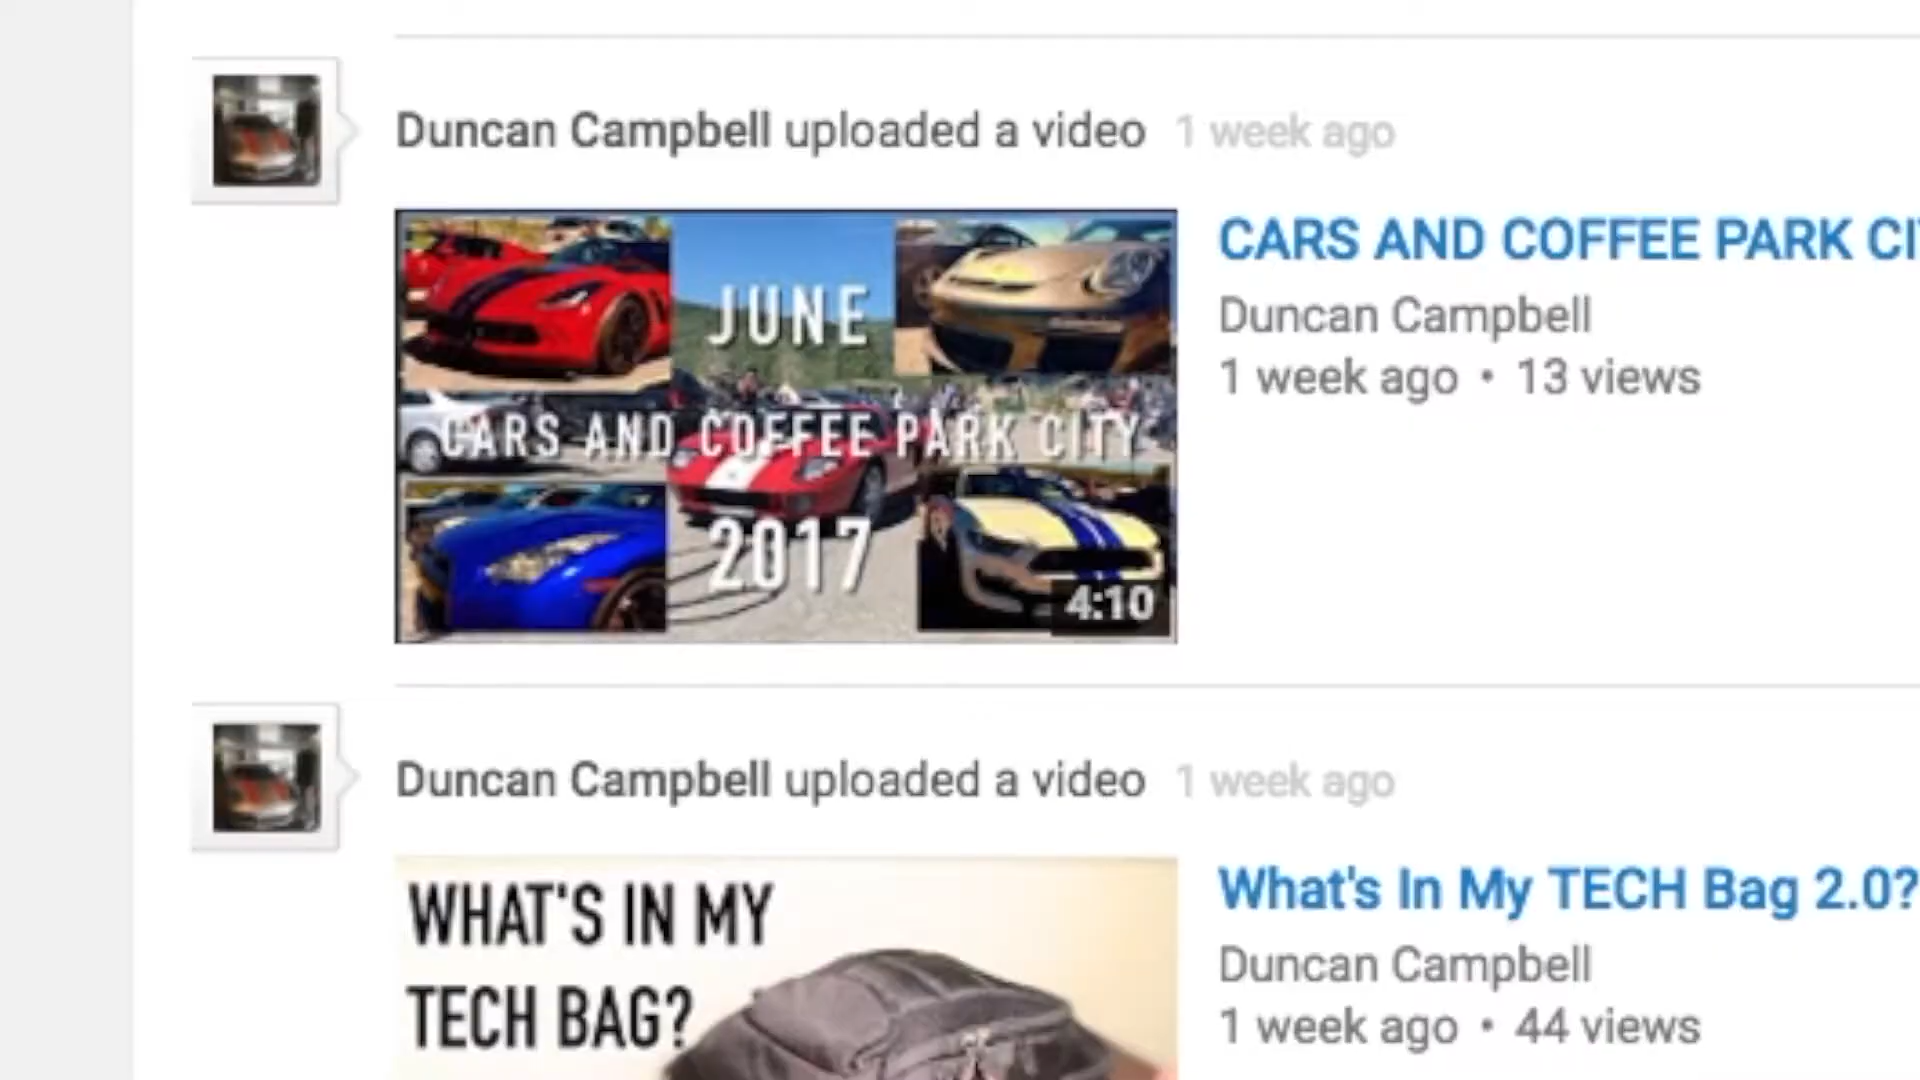 Duncan Campbell uploaded a video 1 week ago
JUNE
CARS AND COFFEE PARK CITY
2017
4:10
CARS AND COFFEE PARK CI
Duncan Campbell
1 week ago • 13 views
Duncan Campbell uploaded a video 1 week ago
WHAT'S IN MY
TECH BAG?
What's In My TECH Bag 2.0?
Duncan Campbell
1 week ago • 44 views